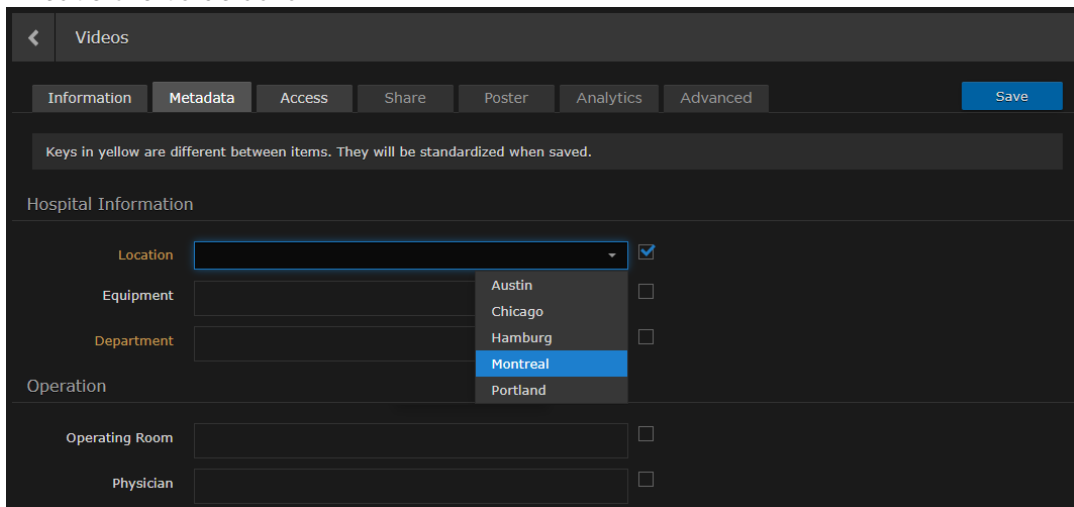 Videos
Information Metadata Access Share Poster Analytics Advanced Save
Keys in yellow are different between items. They will be standardized when saved.
Hospital Information
Location
Austin
Equipment
Chicago
Hamburg
Department
Montreal
Operation
Portland
Operating Room
Physician